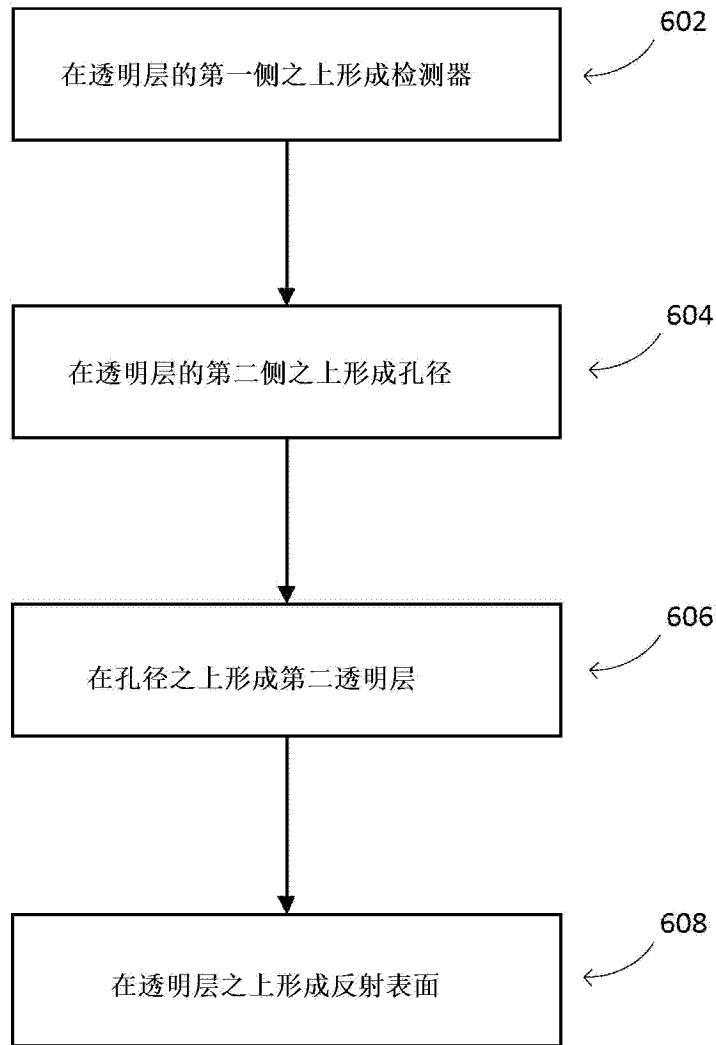 602
在透明层的第一侧之上形成检测器
604
在透明层的第二侧之上形成孔径
606
在孔径之上形成第二透明层
608
在透明层之上形成反射表面